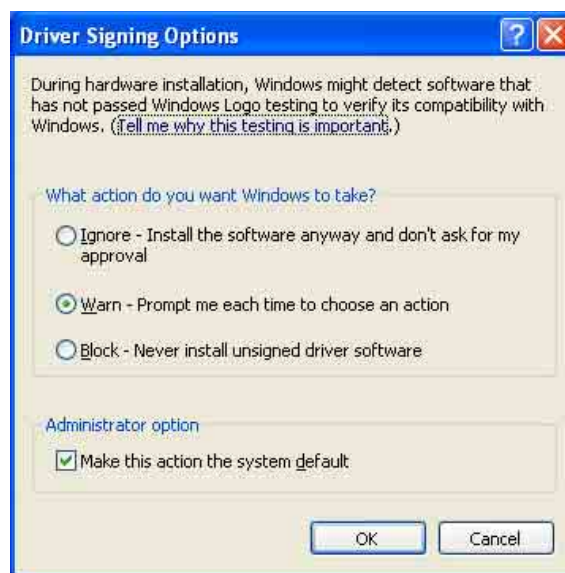 Driver Signing Options
During hardware installation, Windows might detect software that
has not passed Windows Logo testing to verify its compatibility with
Windows. (Tell me why this testing is important.)
What action do you want Windows to take?
Ignore - Install the software anyway and don't ask for my
approval
Warn - Prompt me each time to choose an action
Block - Never install unsigned driver software
Administrator option
Make this action the system default
OK Cancel